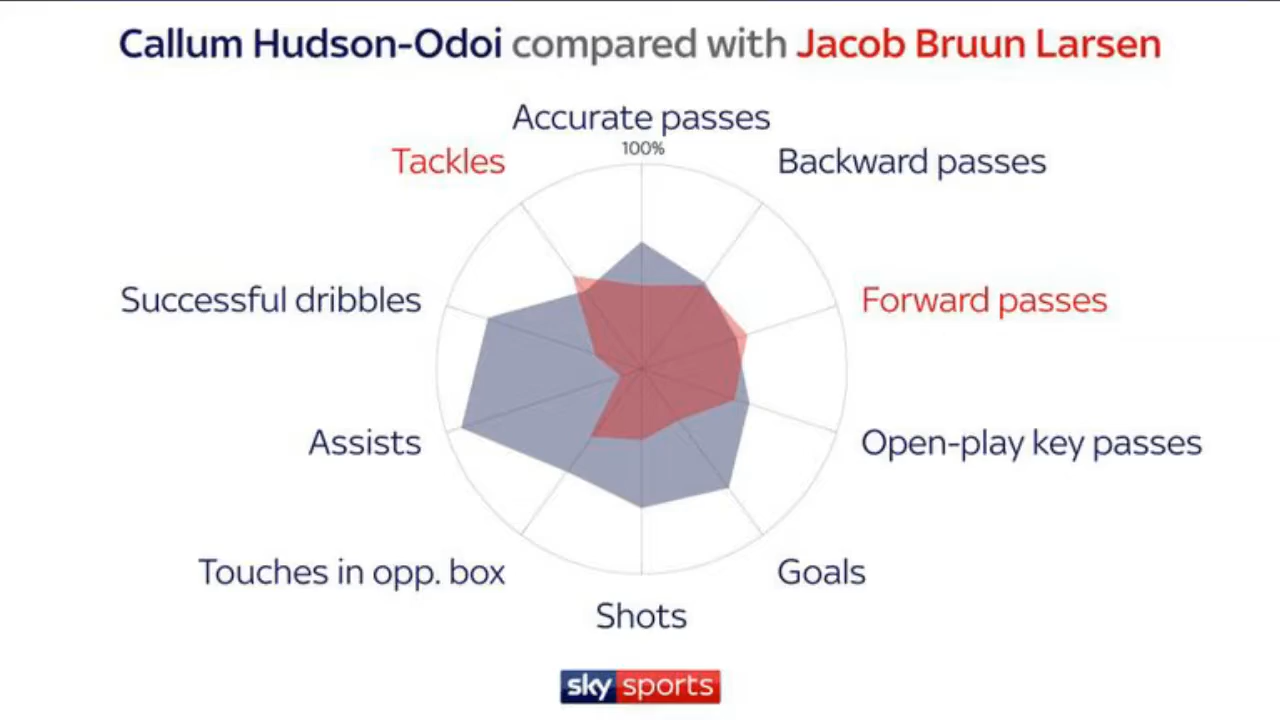 Callum Hudson-Odoi compared with Jacob Bruun Larsen
Accurate passes
100%
Tackles
Backward passes
Successful dribbles
Forward passes
Assists
Open-play key passes
Touches in opp. box
Goals
Shots
sky sports